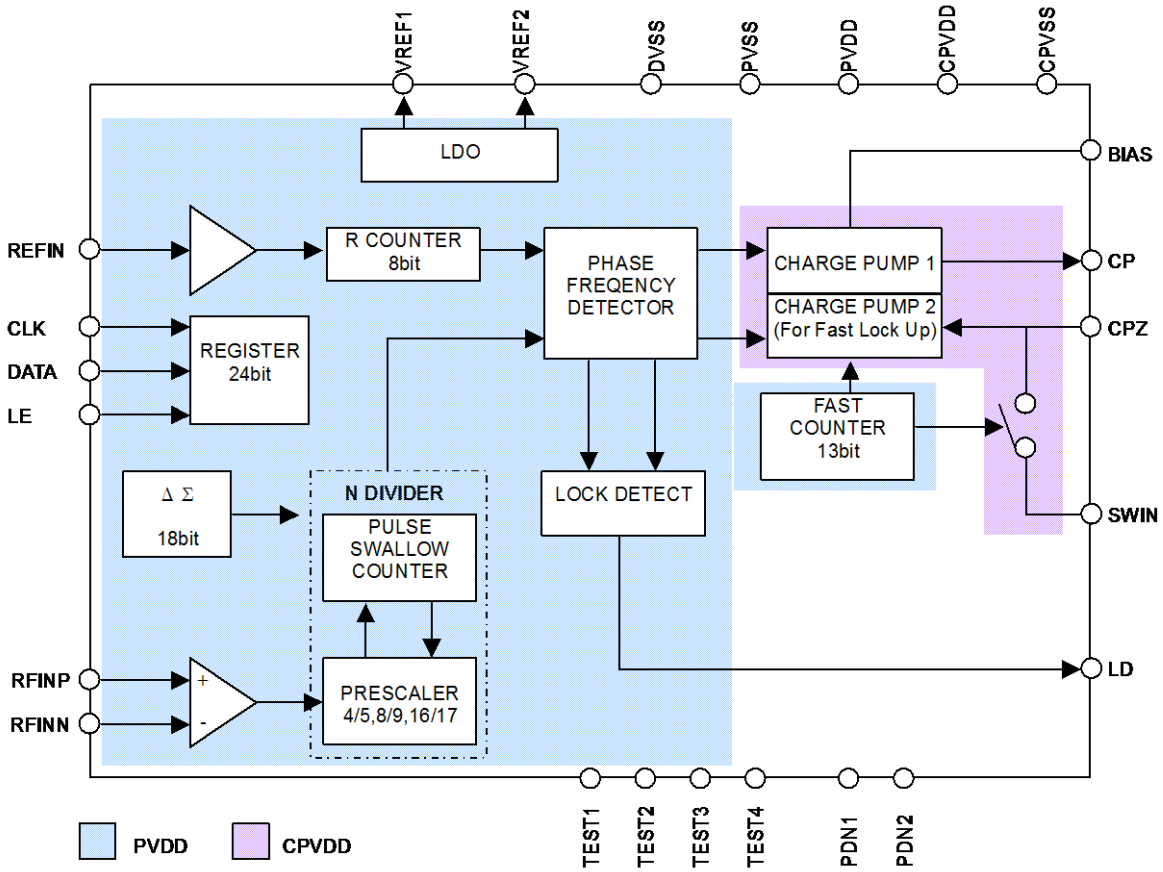 VREF1
VREF2
DVSS
PVSS
PVDD
CPVDD
CPVSS
LDO
BIAS
REFIN
R COUNTER
8bit
PHASE
FREQENCY
DETECTOR
CHARGE PUMP 1
CP
CHARGE PUMP 2
(For Fast Lock Up)
CPZ
CLK
DATA
LE
REGISTER
24bit
FAST
COUNTER
13bit
Δ Σ
18bit
N DIVIDER
PULSE
SWALLOW
COUNTER
LOCK DETECT
SWIN
RFINP
RFINN
+
-
PRESCALER
4/5,8/9,16/17
LD
TEST1
TEST2
TEST3
TEST4
PDN1
PDN2
PVDD
CPVDD